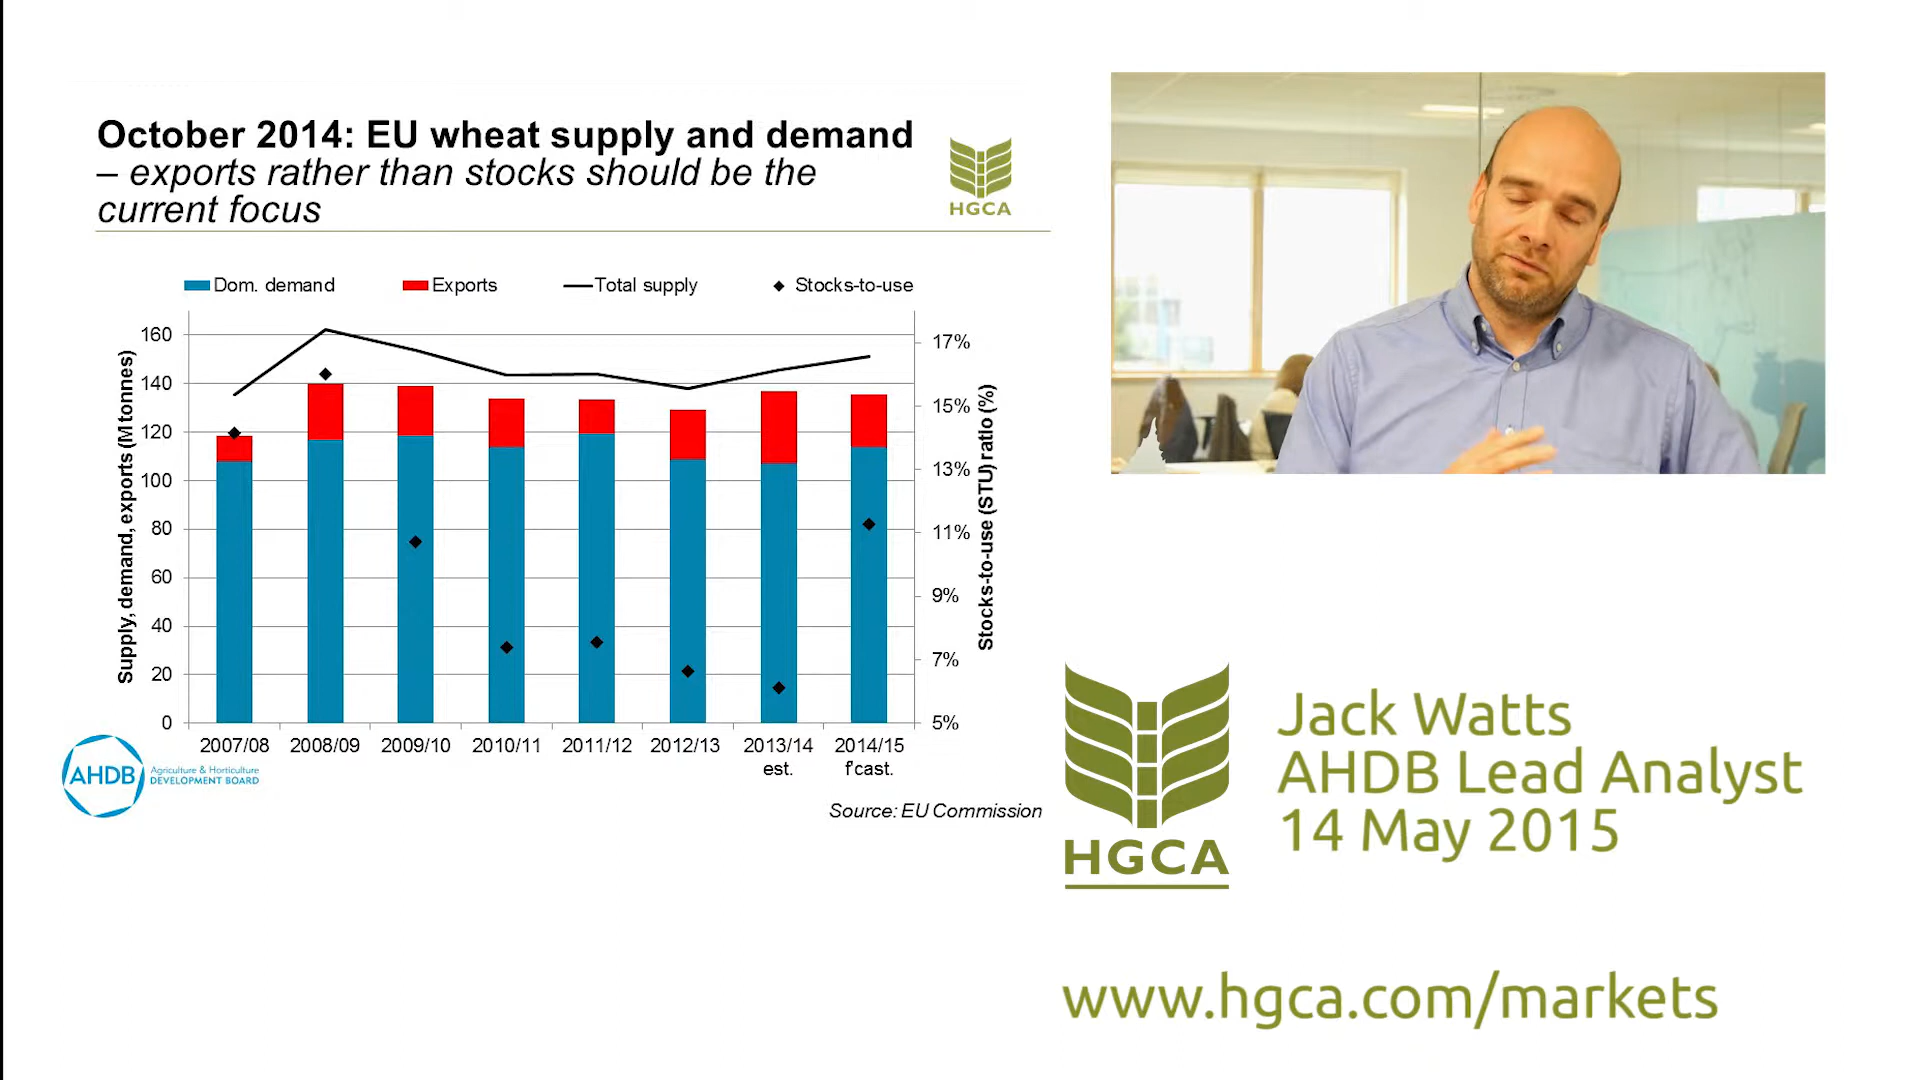 October 2014: EU wheat supply and demand
– exports rather than stocks should be the
current focus
HGCA
Dom. demand
Exports
Total supply
Stocks-to-use
Supply, demand, exports (M tonnes)
160
140
120
100
80
60
40
20
0
17%
15%
13%
11%
9%
7%
5%
Stocks-to-use (STU) ratio (%)
2007/08
2008/09
2009/10
2010/11
2011/12
2012/13
2013/14
est.
2014/15
f'cast.
AHDB
Agriculture & Horticulture
DEVELOPMENT BOARD
Source: EU Commission
HGCA
Jack Watts
AHDB Lead Analyst
14 May 2015
www.hgca.com/markets